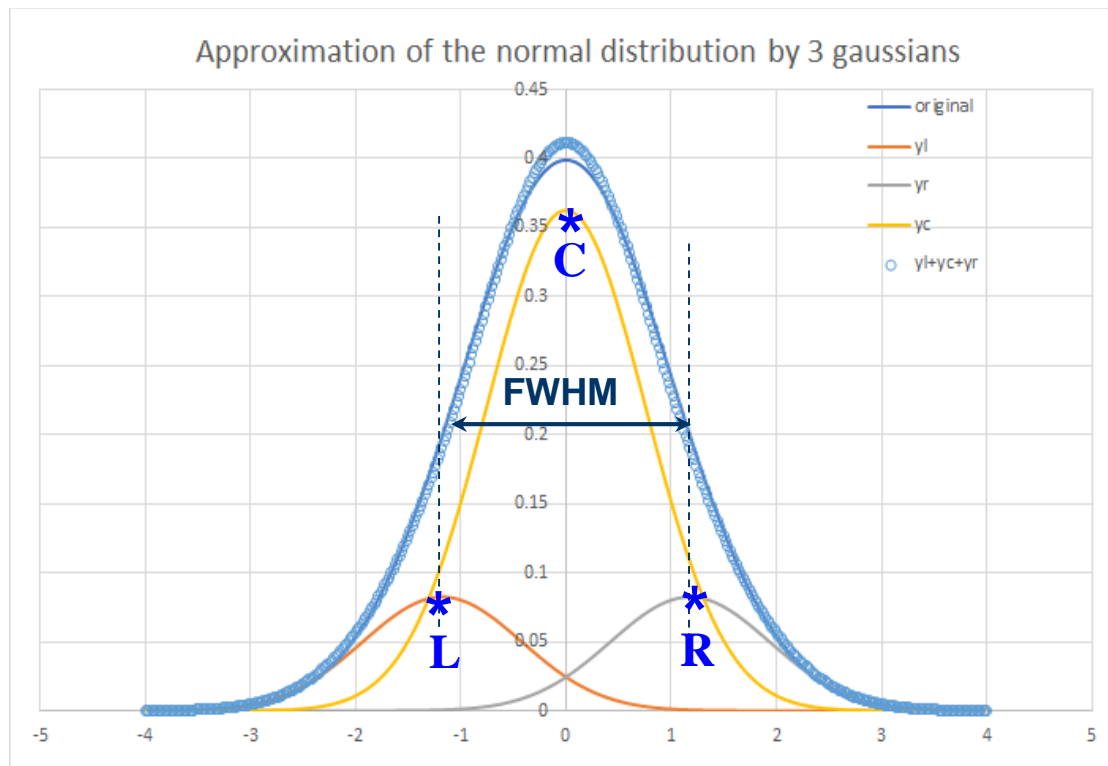 Approximation of the normal distribution by 3 gaussians
0.45
0.4
0.35
0.3
0.25
0.2
0.15
0.1
0.05
0
-5 -4 -3 -2 -1 0 1 2 3 4 5
original
yl
yr
yc
yl+yc+yr
* C
FWHM
* L
* R